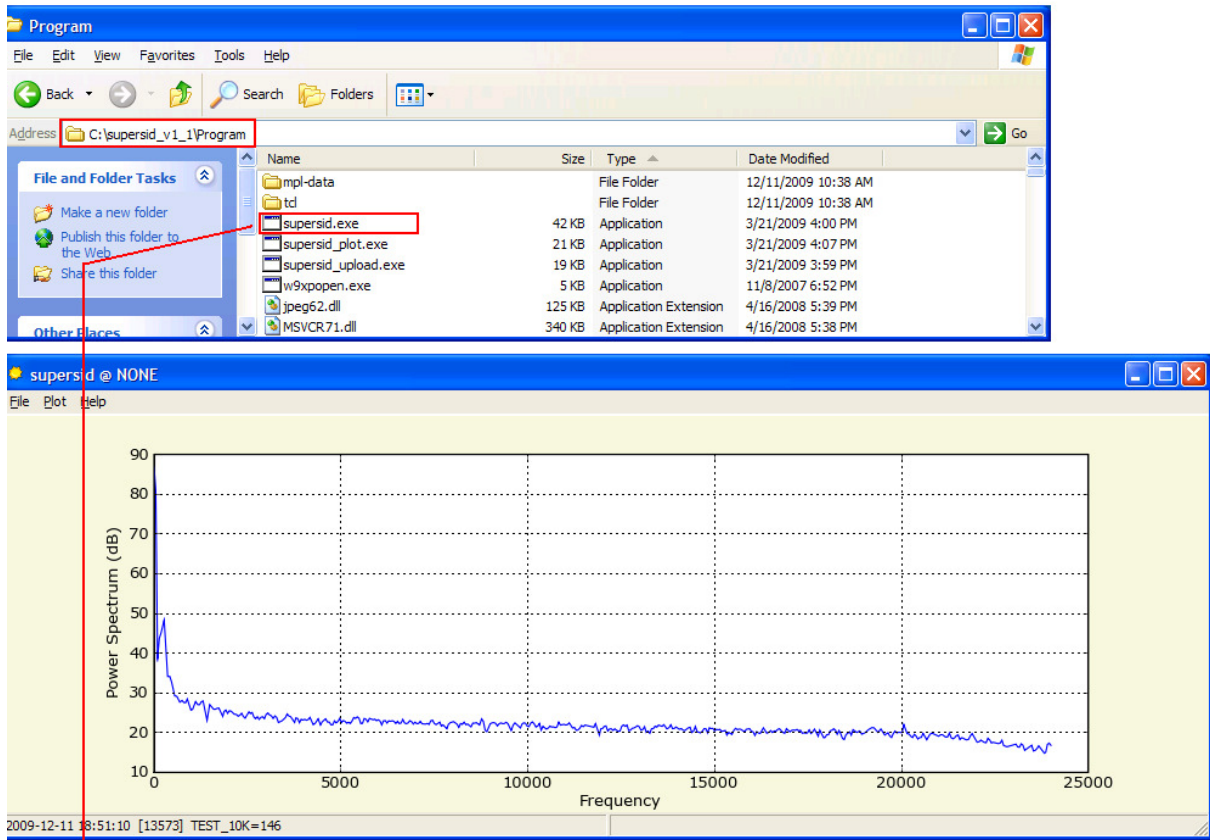 Program
File Edit View Favorites Tools Help
Back Search Folders
Address C:\supersid_v1_1\Program Go
Name Size Type Date Modified
File and Folder Tasks
Make a new folder
Publish this folder to
the Web
Share this folder
Other Places
mpl-data File Folder 12/11/2009 10:38 AM
tcl File Folder 12/11/2009 10:38 AM
supersid.exe 42 KB Application 3/21/2009 4:00 PM
supersid_plot.exe 21 KB Application 3/21/2009 4:07 PM
supersid_upload.exe 19 KB Application 3/21/2009 3:59 PM
w9xpopen.exe 5 KB Application 11/8/2007 6:52 PM
jpeg62.dll 125 KB Application Extension 4/16/2008 5:39 PM
MSVCR71.dll 340 KB Application Extension 4/16/2008 5:38 PM
supersid @ NONE
File Plot Help
Power Spectrum (dB)
90
80
70
60
50
40
30
20
10
0 5000 10000 15000 20000 25000
Frequency
2009-12-11 18:51:10 [13573] TEST_10K=146